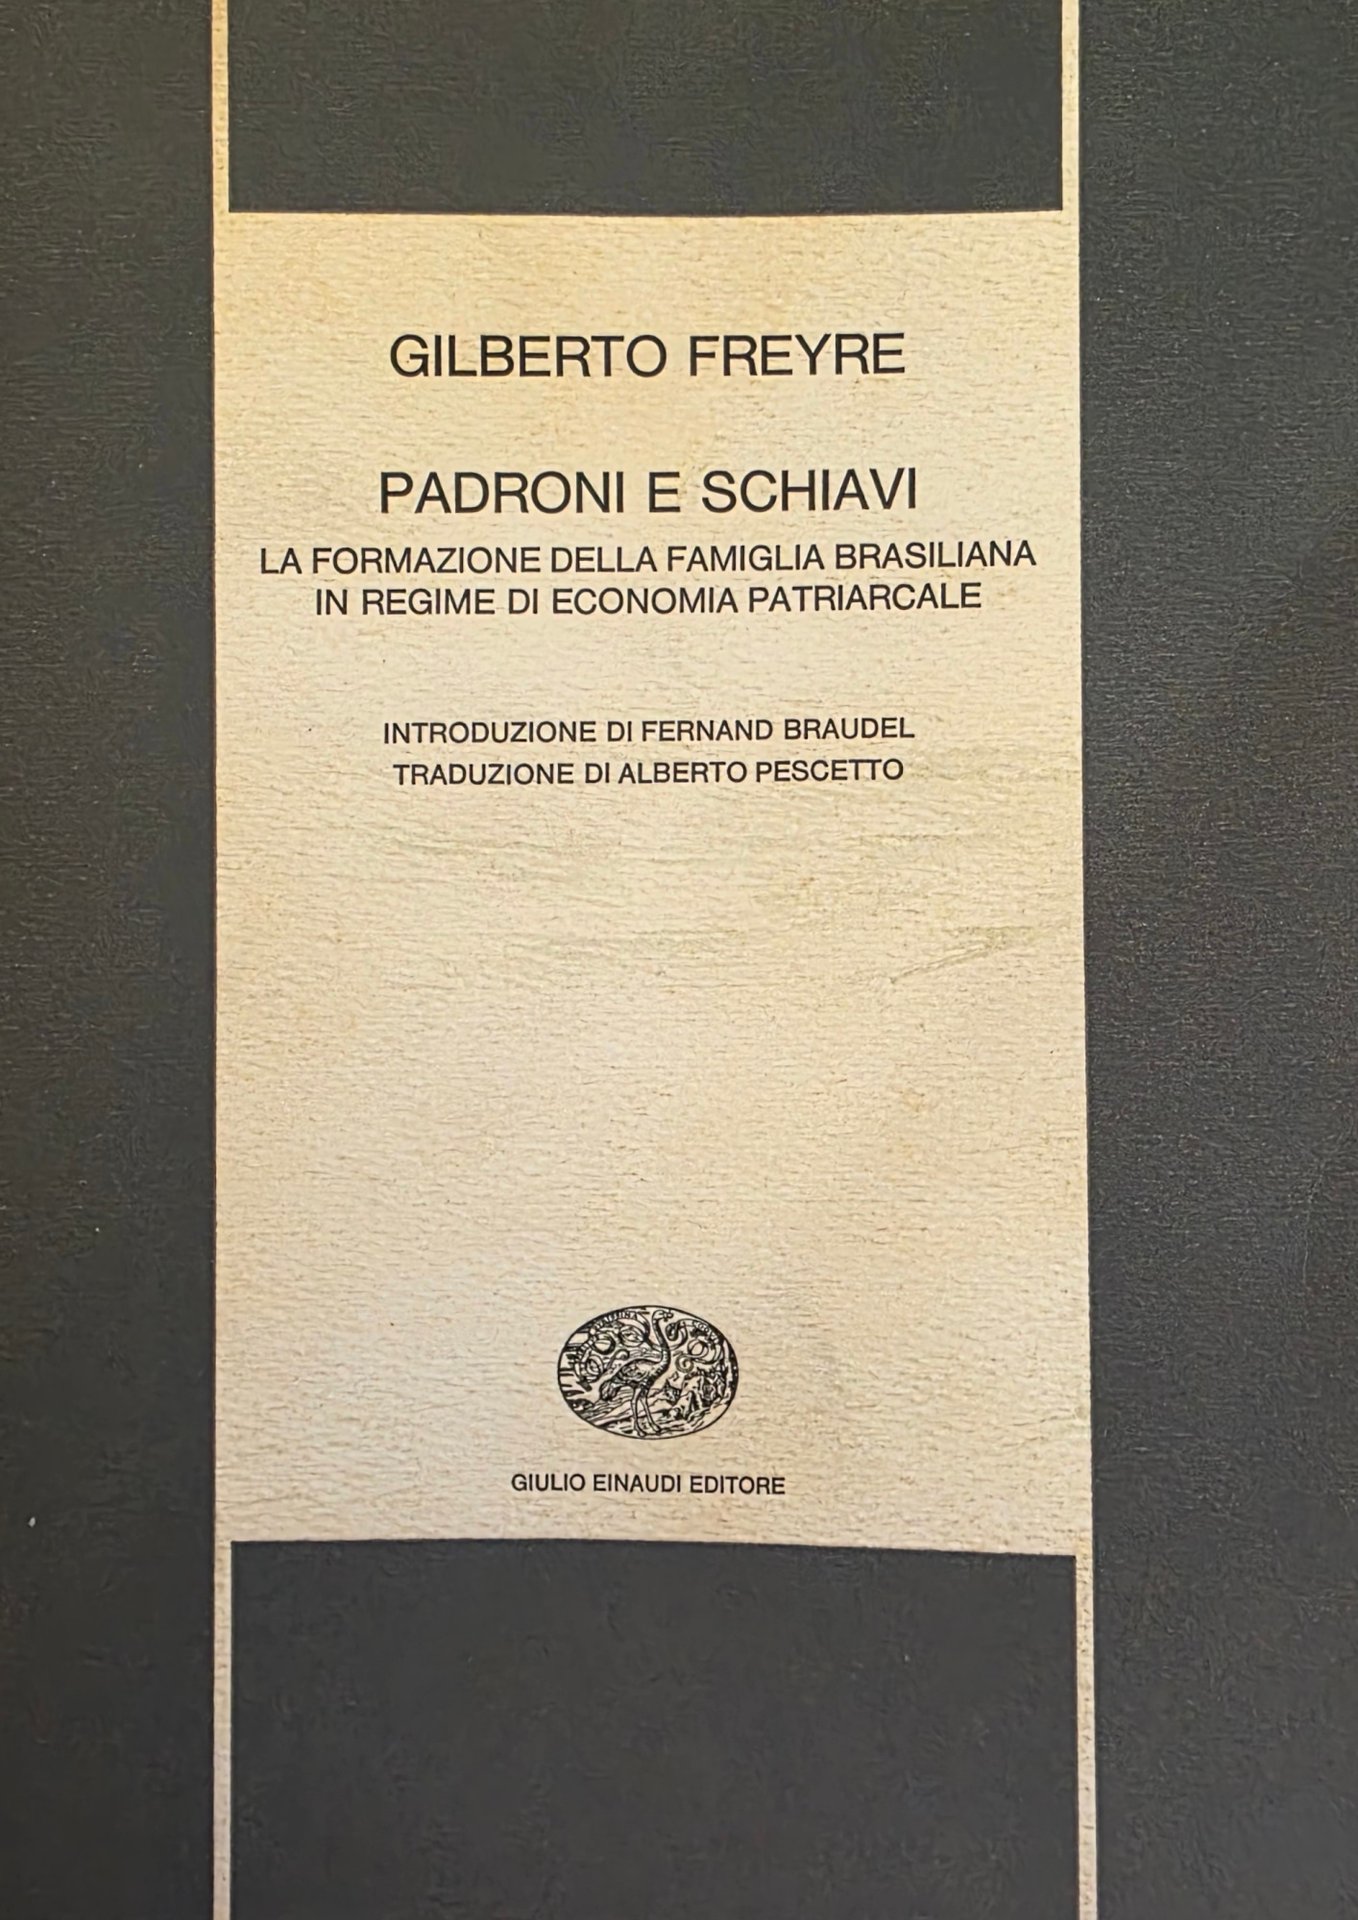 GILBERTO FREYRE
PADRONI E SCHIAVI
LA FORMAZIONE DELLA FAMIGLIA BRASILIANA
IN REGIME DI ECONOMIA PATRIARCALE
INTRODUZIONE DI FERNAND BRAUDEL
TRADUZIONE DI ALBERTO PESCETTO
GIULIO EINAUDI EDITORE